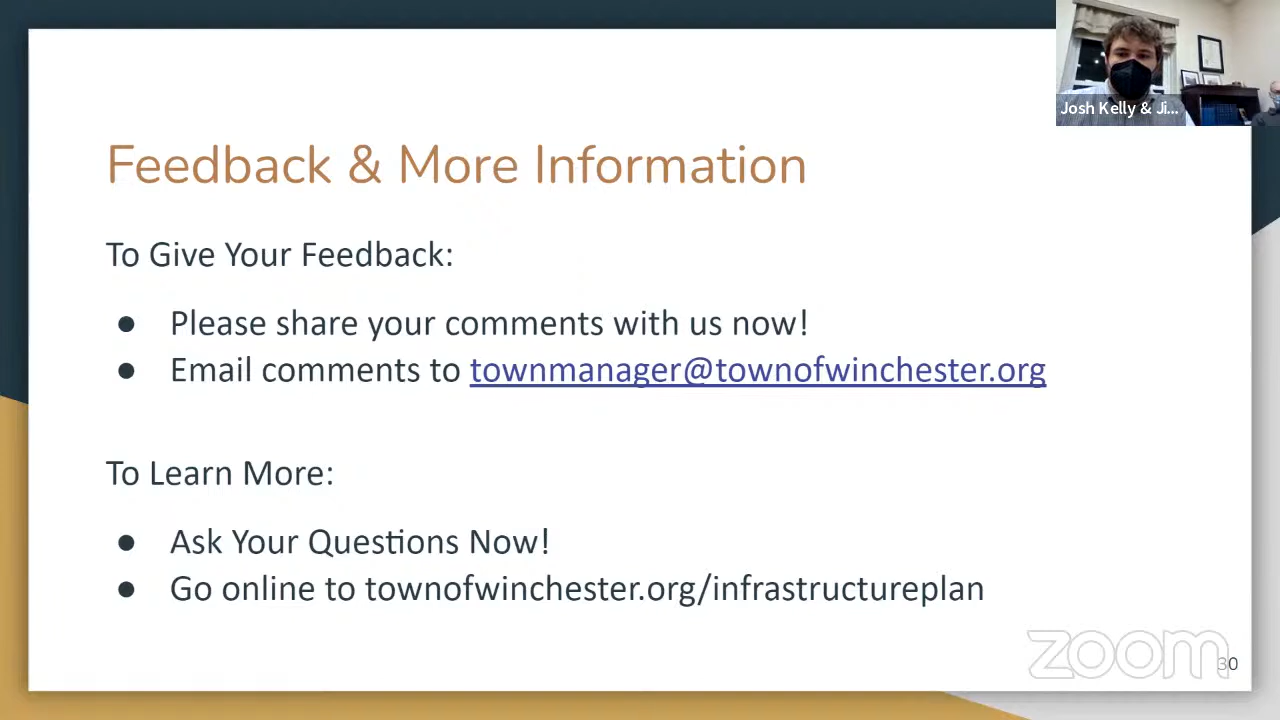 Josh Kelly & Ji...
Feedback & More Information
To Give Your Feedback:
● Please share your comments with us now!
● Email comments to townmanager@townofwinchester.org
To Learn More:
● Ask Your Questions Now!
● Go online to townofwinchester.org/infrastructureplan
zoom
30